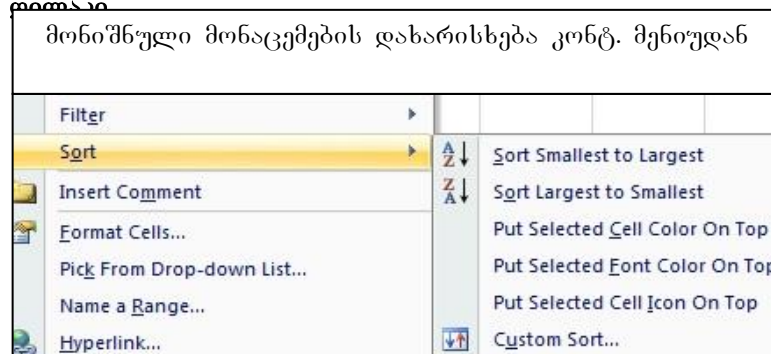 მონიშნული მონაცემების დახარისხება კონტ. მენიუდან
Filter
Sort
Insert Comment
Format Cells...
Pick From Drop-down List...
Name a Range...
Hyperlink...
Sort Smallest to Largest
Sort Largest to Smallest
Put Selected Cell Color On Top
Put Selected Font Color On Top
Put Selected Cell Icon On Top
Custom Sort...